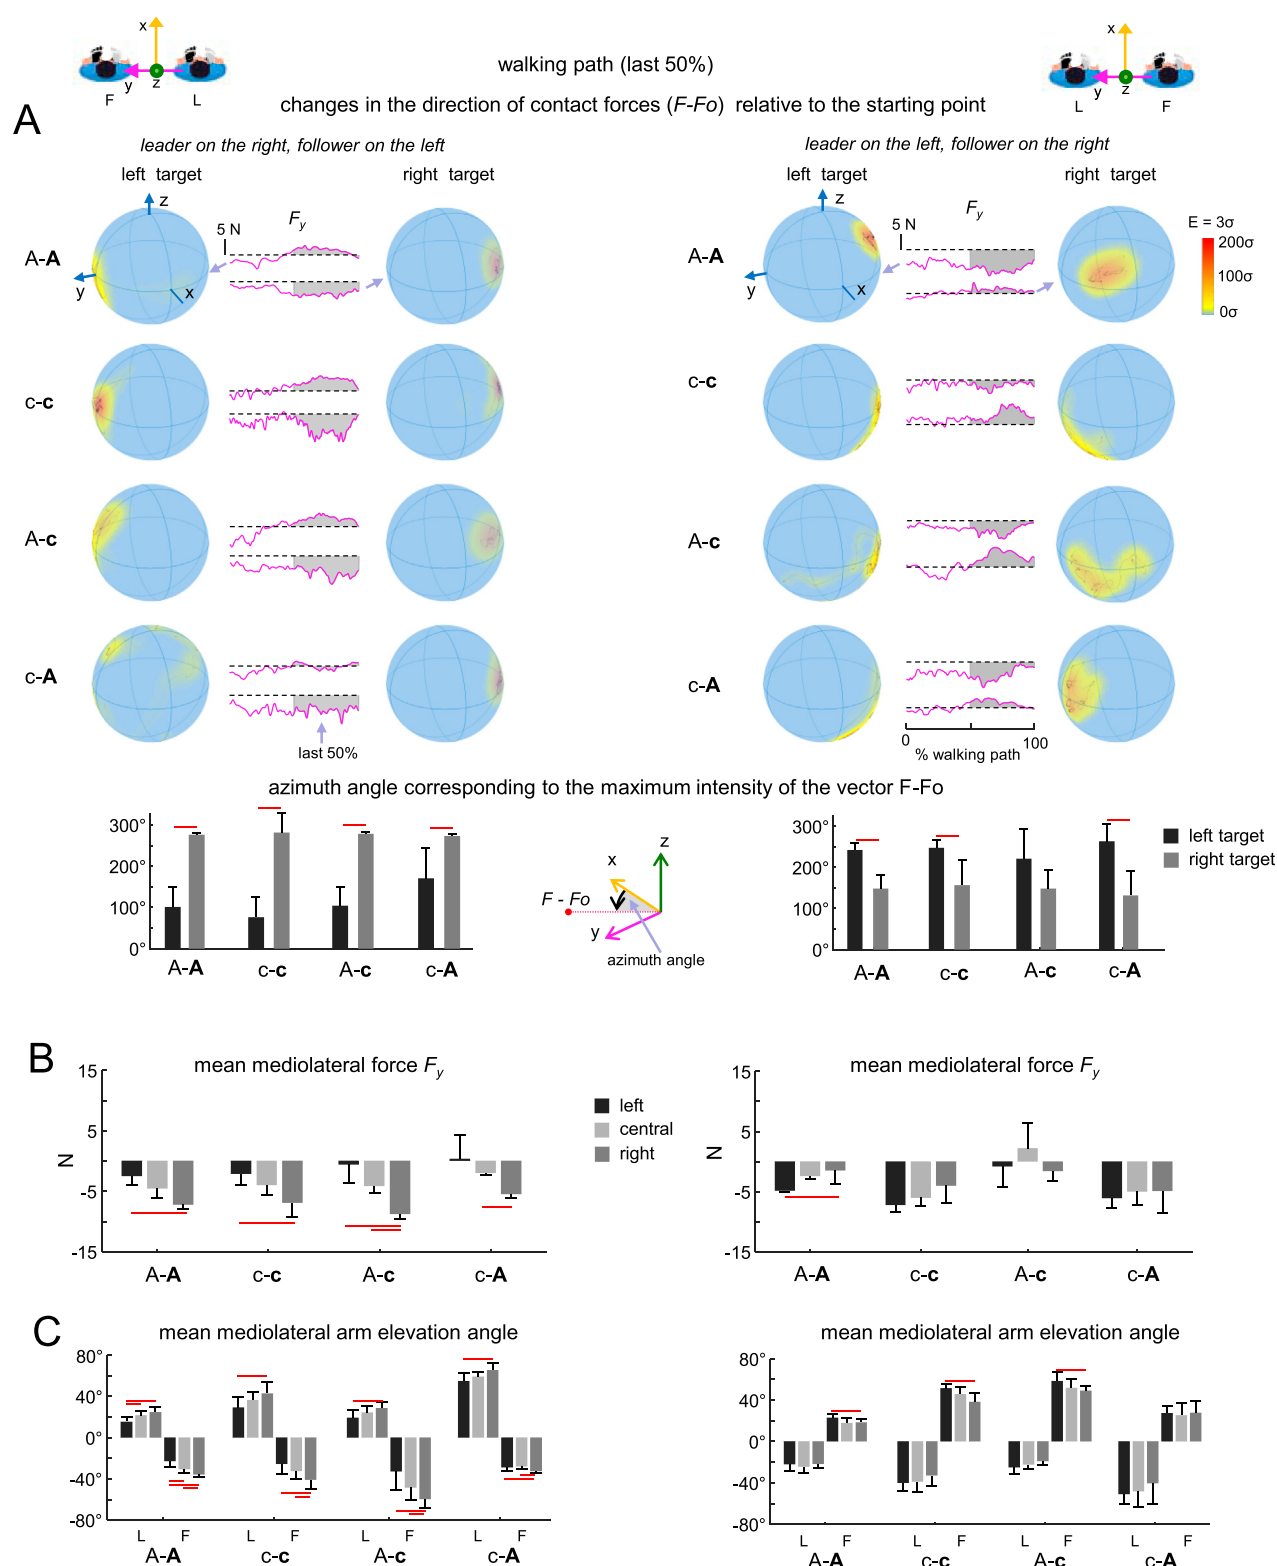 x
y
z
F
L
walking path (last 50%)
x
y
z
L
F
changes in the direction of contact forces (F-Fo) relative to the starting point
A
leader on the right, follower on the left
leader on the left, follower on the right
left target
right target
left target
right target
z
5 N
Fy
A-A
y
x
z
5 N
Fy
A-A
y
x
E = 3σ
200σ
100σ
0σ
c-c
c-c
A-c
A-c
c-A
last 50%
c-A
0
100
% walking path
azimuth angle corresponding to the maximum intensity of the vector F-Fo
300°
200°
100°
0°
A-A
c-c
A-c
c-A
z
x
F - Fo
y
azimuth angle
300°
200°
100°
0°
A-A
c-c
A-c
c-A
left target
right target
B
mean mediolateral force Fy
15
5
-5
-15
N
A-A
c-c
A-c
c-A
left
central
right
mean mediolateral force Fy
15
5
-5
-15
N
A-A
c-c
A-c
c-A
C
mean mediolateral arm elevation angle
80°
40°
0°
-40°
-80°
L F L F L F L F
A-A
c-c
A-c
c-A
mean mediolateral arm elevation angle
80°
40°
0°
-40°
-80°
L F L F L F L F
A-A
c-c
A-c
c-A